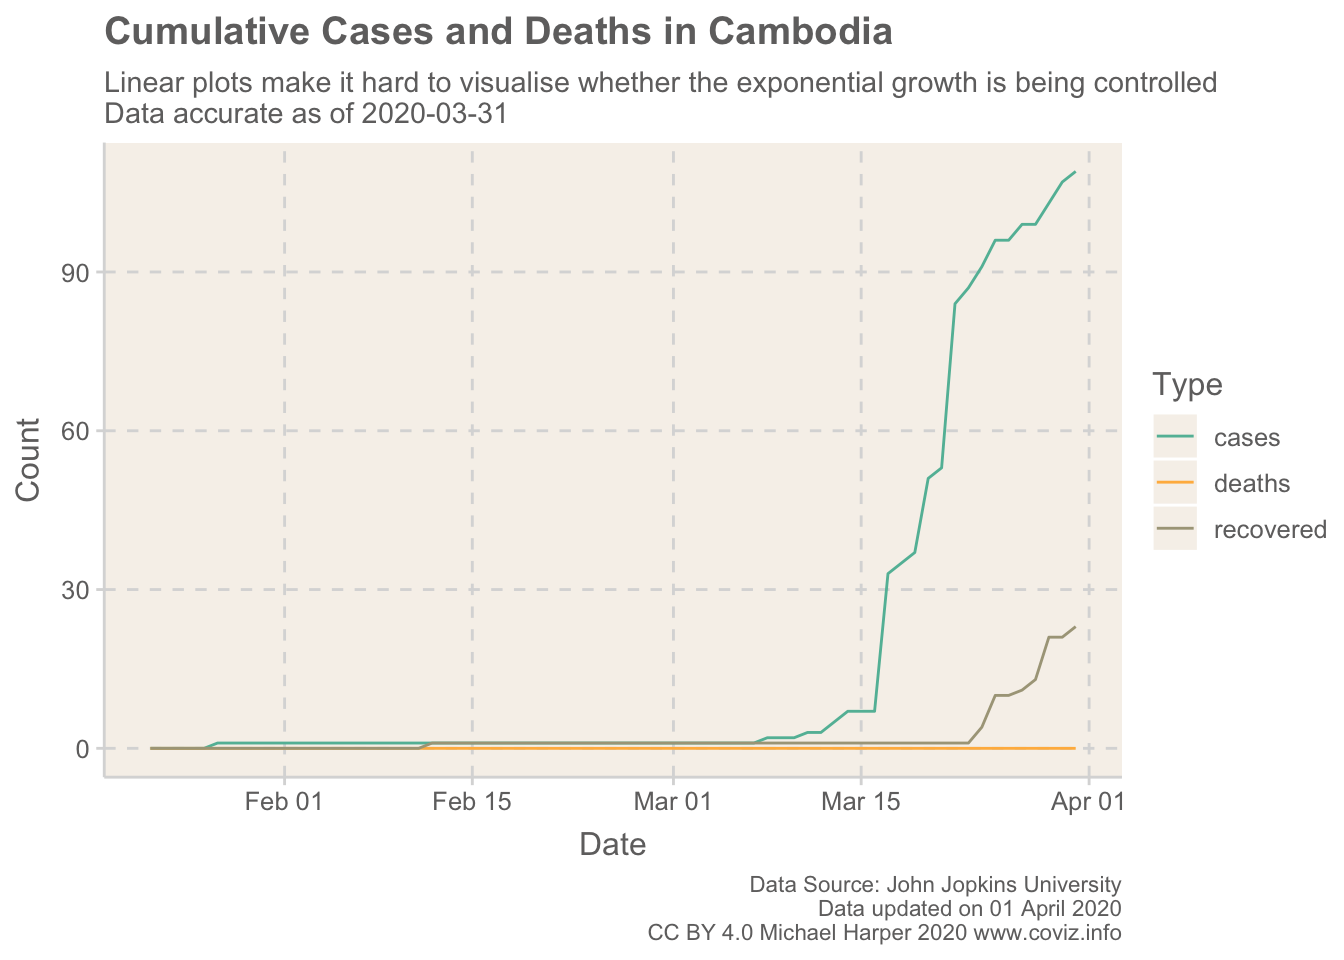 Cumulative Cases and Deaths in Cambodia
Linear plots make it hard to visualise whether the exponential growth is being controlled
Data accurate as of 2020-03-31
Count
90
60
30
0
Feb 01
Feb 15
Mar 01
Mar 15
Apr 01
Date
Type
cases
deaths
recovered
Data Source: John Jopkins University
Data updated on 01 April 2020
CC BY 4.0 Michael Harper 2020 www.coviz.info